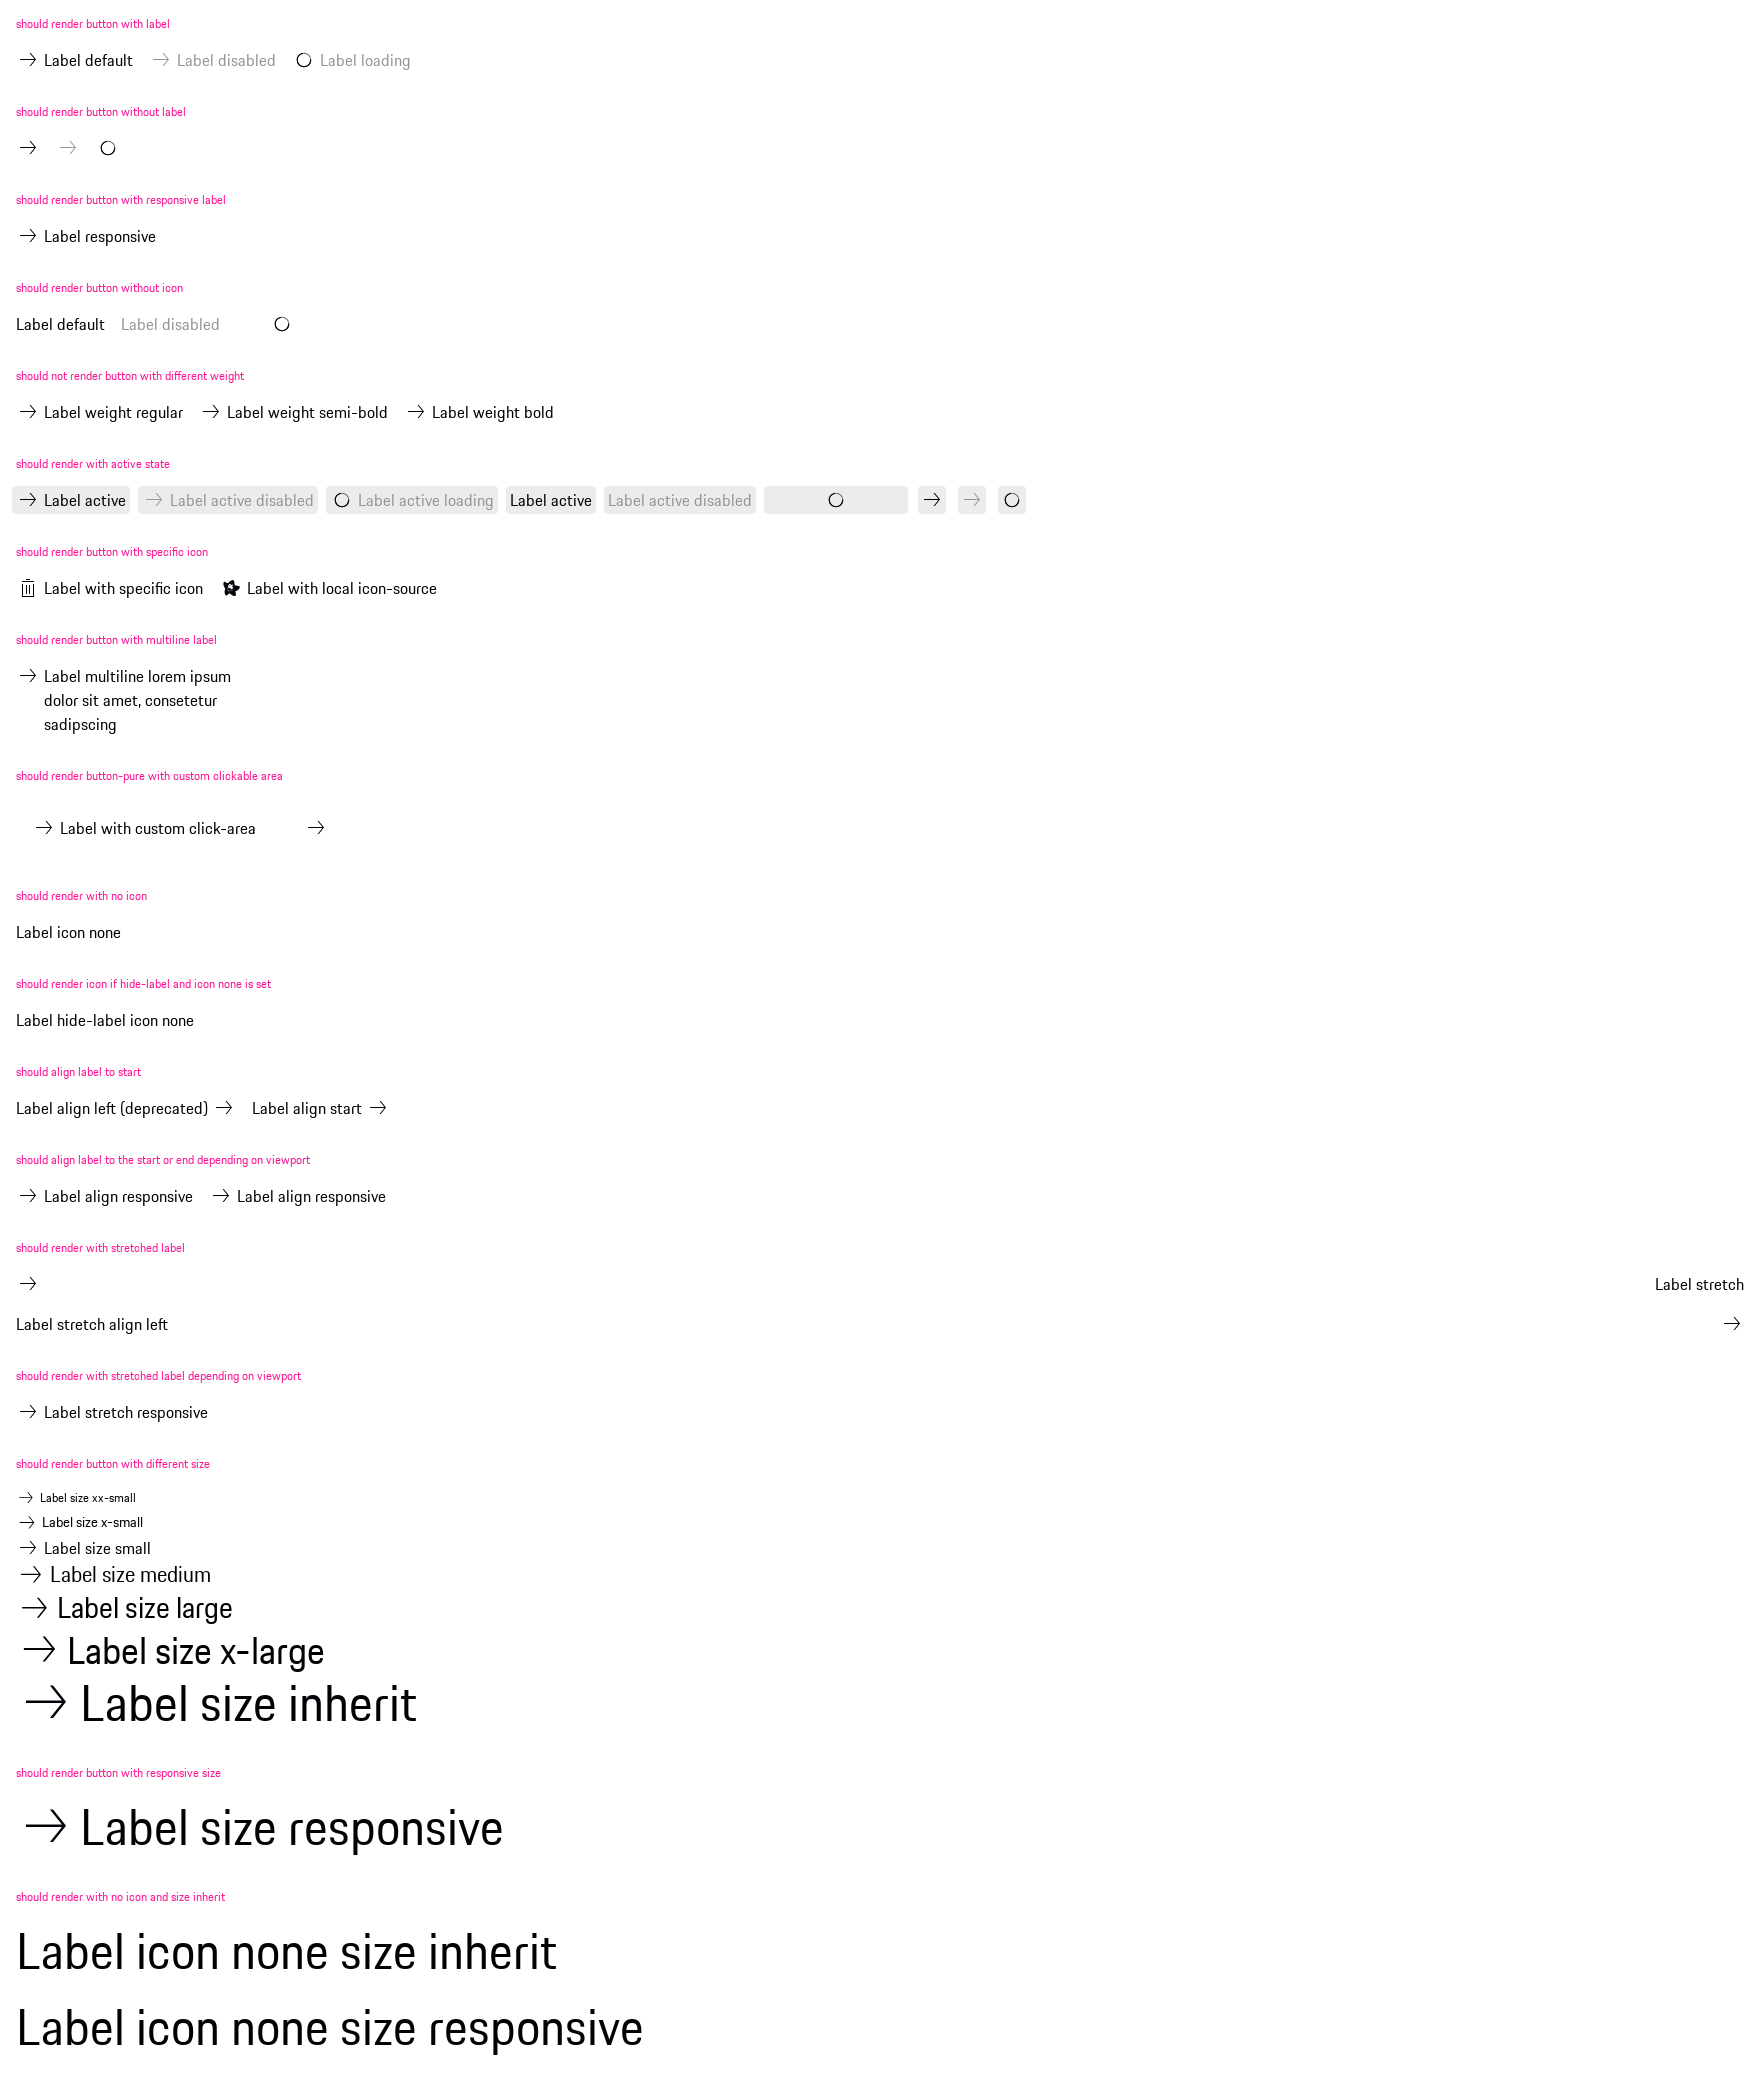 should render button with label
Label default Label disabled Label loading
should render button without label
should render button with responsive label
Label responsive
should render button without icon
Label default Label disabled
should not render button with different weight
Label weight regular Label weight semi-bold Label weight bold
should render with active state
Label active Label active disabled Label active loading Label active Label active disabled
should render button with specific icon
Label with specific icon Label with local icon-source
should render button with multiline label
Label multiline lorem ipsum
dolor sit amet, consetetur
sadipscing
should render button-pure with custom clickable area
Label with custom click-area
should render with no icon
Label icon none
should render icon if hide-label and icon none is set
Label hide-label icon none
should align label to start
Label align left (deprecated) Label align start
should align label to the start or end depending on viewport
Label align responsive Label align responsive
should render with stretched label
Label stretch
Label stretch align left
should render with stretched label depending on viewport
Label stretch responsive
should render button with different size
Label size xx-small
Label size x-small
Label size small
Label size medium
Label size large
Label size x-large
Label size inherit
should render button with responsive size
Label size responsive
should render with no icon and size inherit
Label icon none size inherit
Label icon none size responsive